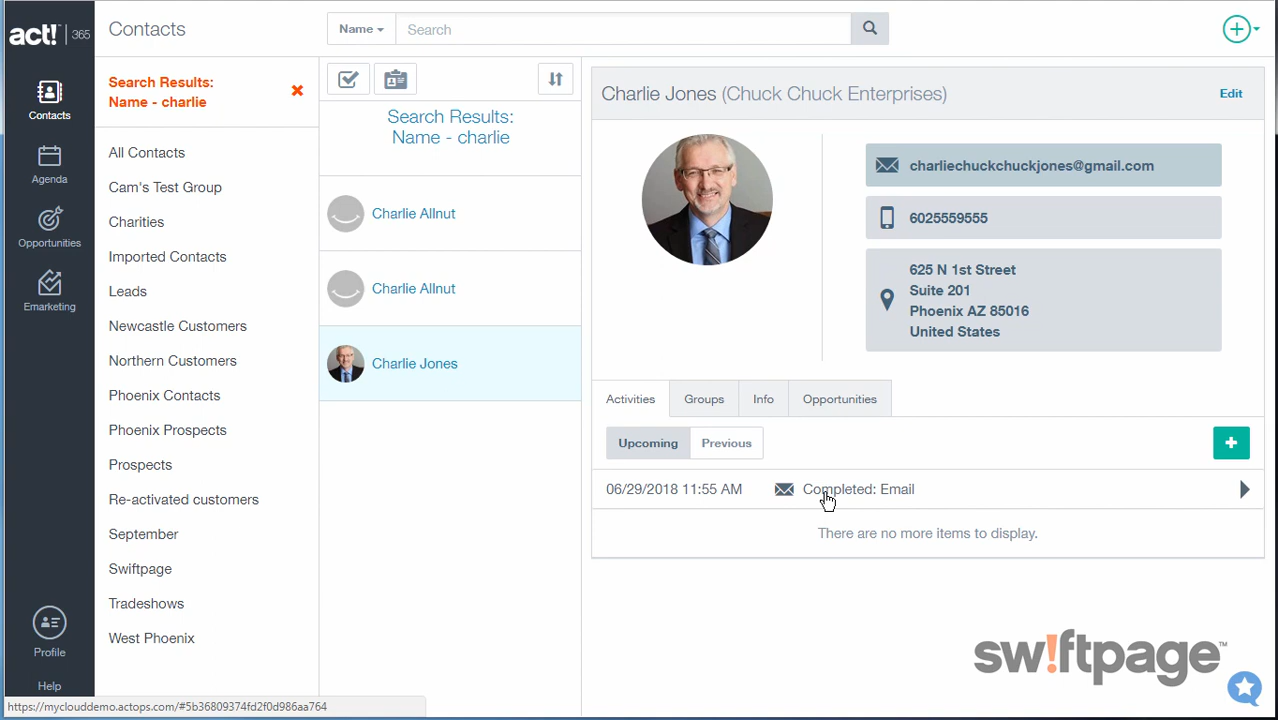 act! | 365
Contacts
Name
Search
Contacts
Agenda
Opportunities
Emarketing
Profile
Help
Search Results:
Name - charlie
All Contacts
Cam's Test Group
Charities
Imported Contacts
Leads
Newcastle Customers
Northern Customers
Phoenix Contacts
Phoenix Prospects
Prospects
Re-activated customers
September
Swiftpage
Tradeshows
West Phoenix
Search Results:
Name - charlie
Charlie Allnut
Charlie Allnut
Charlie Jones
Charlie Jones (Chuck Chuck Enterprises)
Edit
charliechuckchuckjones@gmail.com
6025559555
625 N 1st Street
Suite 201
Phoenix AZ 85016
United States
Activities
Groups
Info
Opportunities
Upcoming
Previous
06/29/2018 11:55 AM
Completed: Email
There are no more items to display.
sw!ftpage™
https://myclouddemo.actops.com/#5b36809374fd2f0d986aa764